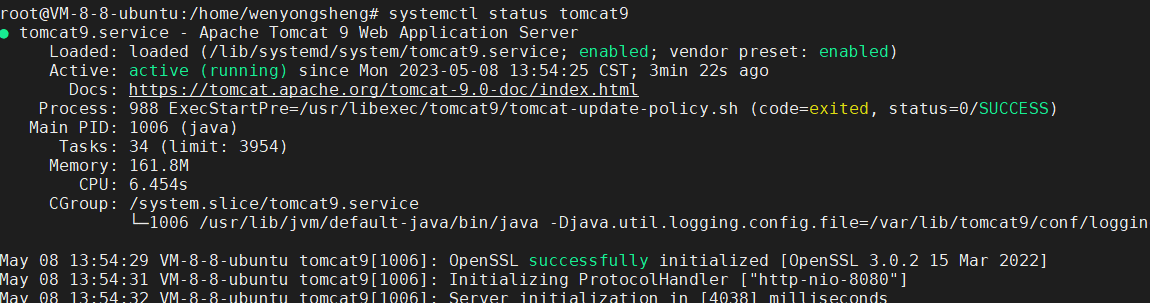 root@VM-8-8-ubuntu:/home/wenyongsheng# systemctl status tomcat9
● tomcat9.service - Apache Tomcat 9 Web Application Server
Loaded: loaded (/lib/systemd/system/tomcat9.service; enabled; vendor preset: enabled)
Active: active (running) since Mon 2023-05-08 13:54:25 CST; 3min 22s ago
Docs: https://tomcat.apache.org/tomcat-9.0-doc/index.html
Process: 988 ExecStartPre=/usr/libexec/tomcat9/tomcat-update-policy.sh (code=exited, status=0/SUCCESS)
Main PID: 1006 (java)
Tasks: 34 (limit: 3954)
Memory: 161.8M
CPU: 6.454s
CGroup: /system.slice/tomcat9.service
└─1006 /usr/lib/jvm/default-java/bin/java -Djava.util.logging.config.file=/var/lib/tomcat9/conf/loggin
May 08 13:54:29 VM-8-8-ubuntu tomcat9[1006]: OpenSSL successfully initialized [OpenSSL 3.0.2 15 Mar 2022]
May 08 13:54:31 VM-8-8-ubuntu tomcat9[1006]: Initializing ProtocolHandler ["http-nio-8080"]
May 08 13:54:32 VM-8-8-ubuntu tomcat9[1006]: Server initialization in [4038] milliseconds